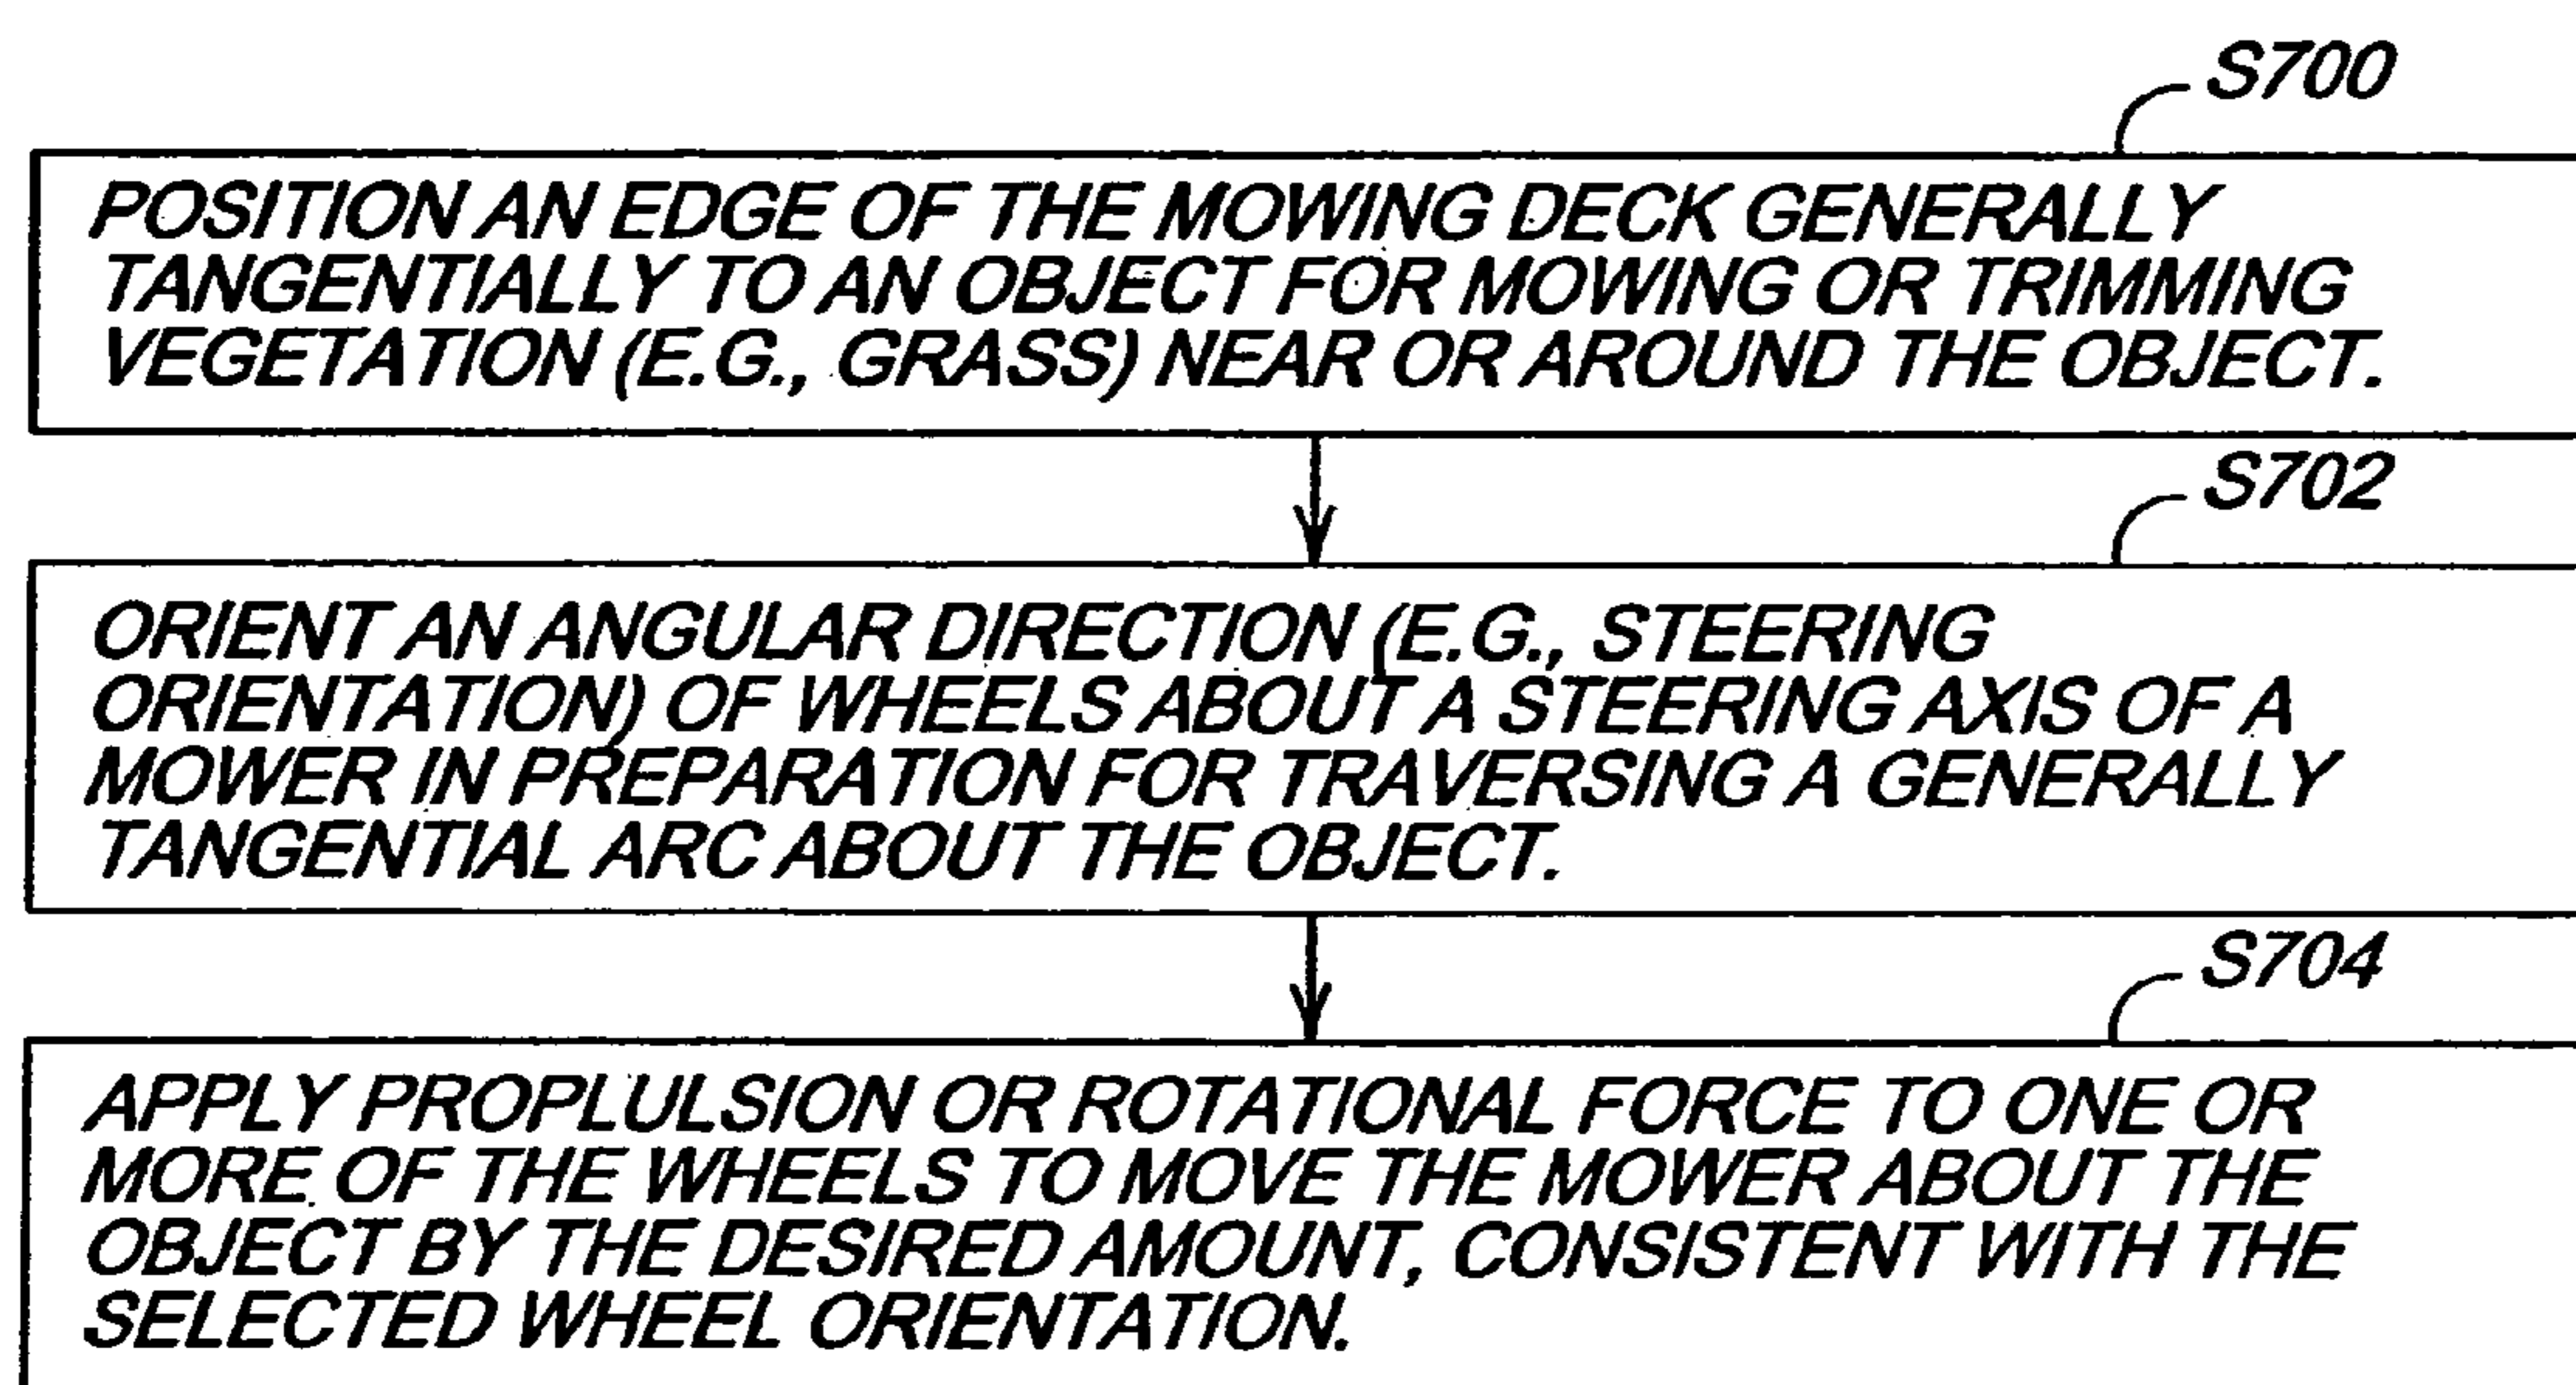 S700
POSITION AN EDGE OF THE MOWING DECK GENERALLY
TANGENTIALLY TO AN OBJECT FOR MOWING OR TRIMMING
VEGETATION (E.G., GRASS) NEAR OR AROUND THE OBJECT.
S702
ORIENT AN ANGULAR DIRECTION (E.G., STEERING
ORIENTATION) OF WHEELS ABOUT A STEERING AXIS OF A
MOWER IN PREPARATION FOR TRAVERSING A GENERALLY
TANGENTIAL ARC ABOUT THE OBJECT.
S704
APPLY PROPLULSION OR ROTATIONAL FORCE TO ONE OR
MORE OF THE WHEELS TO MOVE THE MOWER ABOUT THE
OBJECT BY THE DESIRED AMOUNT, CONSISTENT WITH THE
SELECTED WHEEL ORIENTATION.